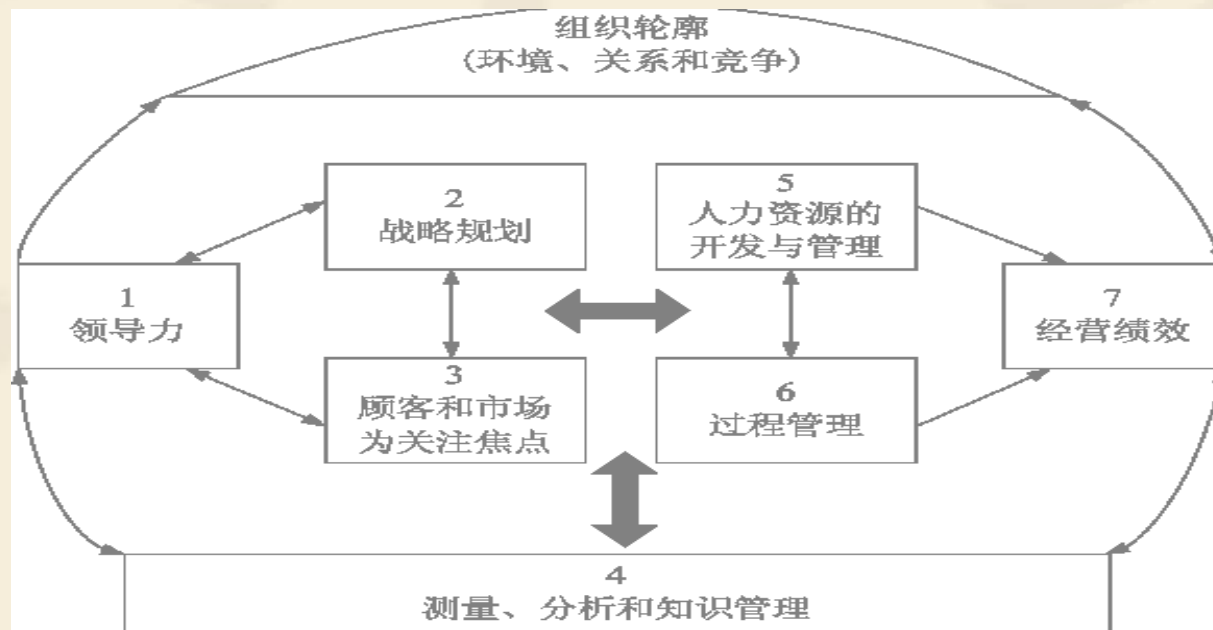 组织轮廓
(环境、关系和竞争)
2
战略规划
5
人力资源的
开发与管理
1
领导力
7
经营绩效
3
顾客和市场
为关注焦点
6
过程管理
4
测量、分析和知识管理